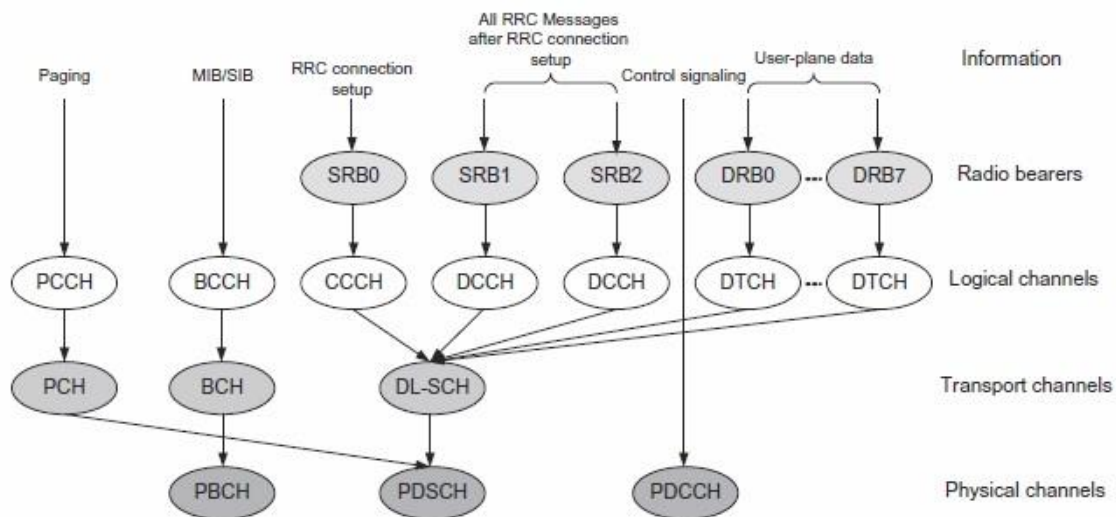 All RRC Messages
after RRC connection
setup
Paging
MIB/SIB
RRC connection
setup
Control signaling
User-plane data
Information
SRB0
SRB1
SRB2
DRB0
DRB7
Radio bearers
PCCH
BCCH
CCCH
DCCH
DCCH
DTCH
DTCH
Logical channels
PCH
BCH
DL-SCH
Transport channels
PBCH
PDSCH
PDCCH
Physical channels